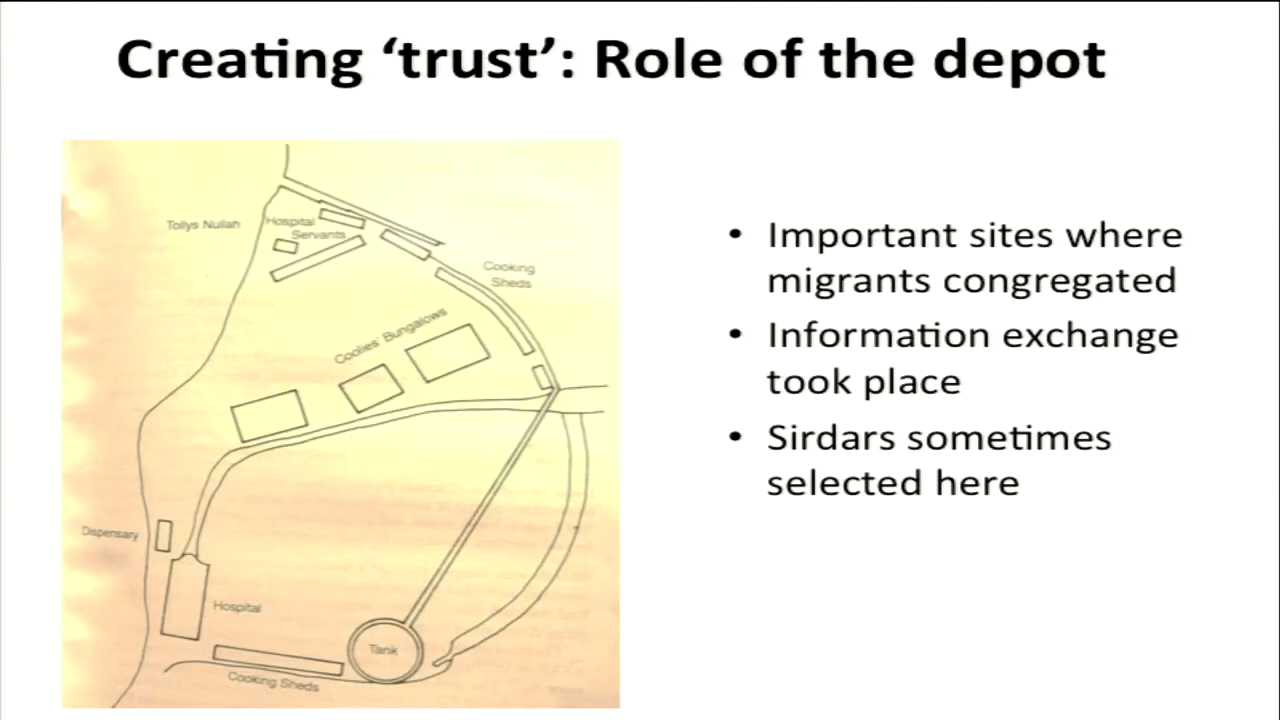 Creating ‘trust’: Role of the depot
Tollys Nullah
Hospital
Servants
Cooking
Sheds
Coolies' Bungalows
Dispensary
Hospital
Tank
Cooking Sheds
• Important sites where
migrants congregated
• Information exchange
took place
• Sirdars sometimes
selected here